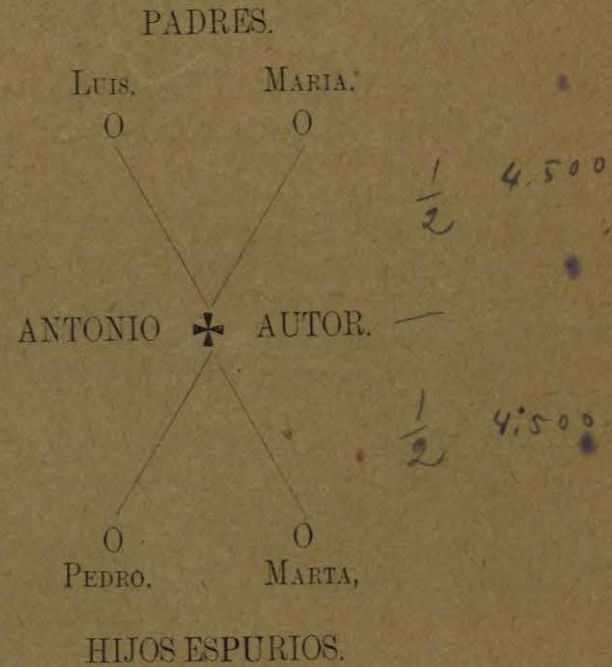 PADRES.
LUIS. MARIA.
O O
1/2 4.500
ANTONIO ✠ AUTOR. —
1/2 4.500
O O
PEDRO. MARTA,
HIJOS ESPURIOS.